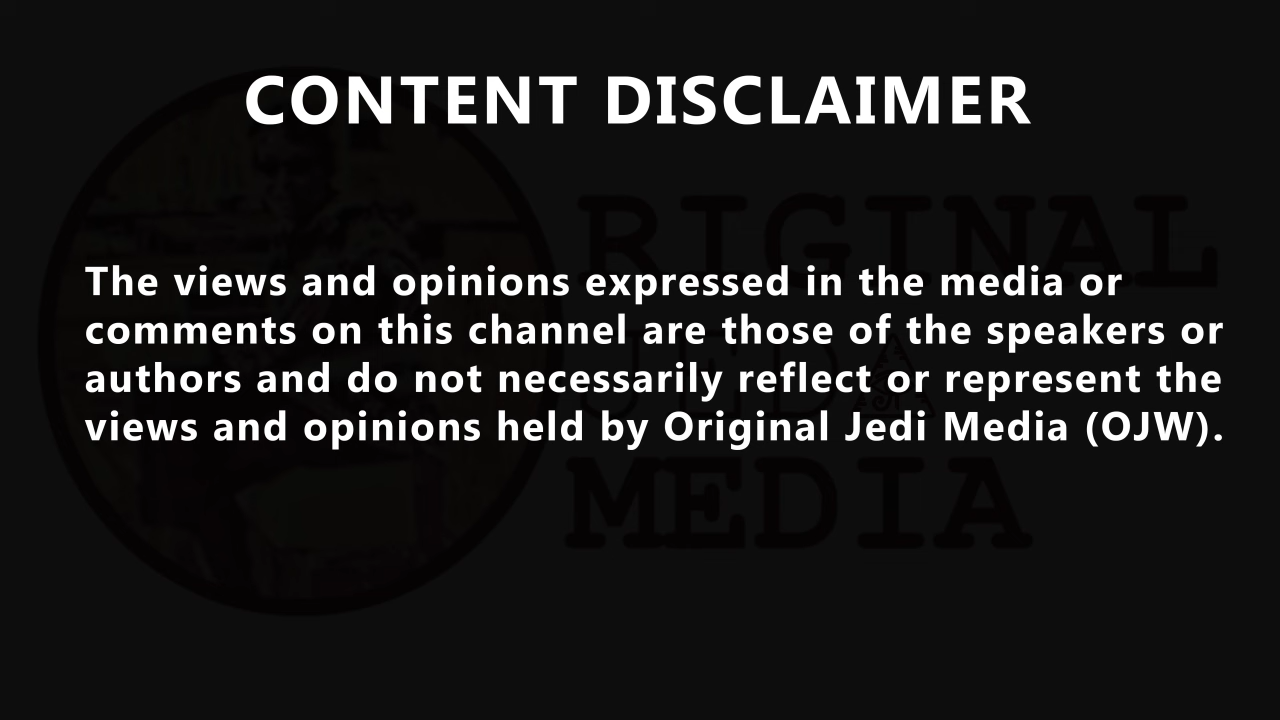 CONTENT DISCLAIMER
RIGINAL
The views and opinions expressed in the media or
comments on this channel are those of the speakers or
authors and do not necessarily reflect or represent the
views and opinions held by Original Jedi Media (OJW).
MEDIA